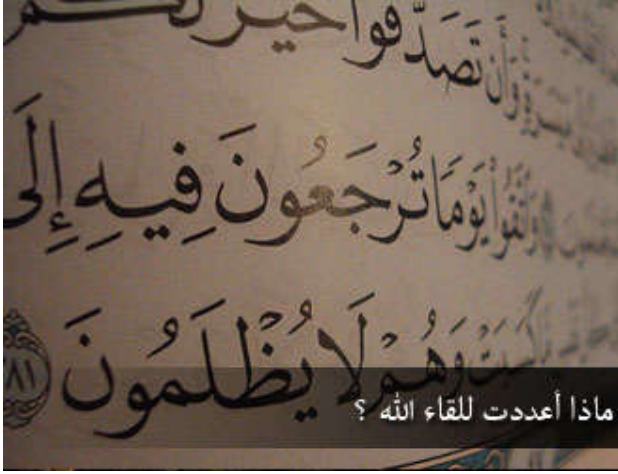 وَأَن تَصَدَّقُوا خَيْرٌ لَّكُمْ
وَاتَّقُوا يَوْمًا تُرْجَعُونَ فِيهِ إِلَى
كَسَبَتْ وَهُمْ لَا يُظْلَمُونَ ٢٨١
ماذا أعددت للقاء الله ؟